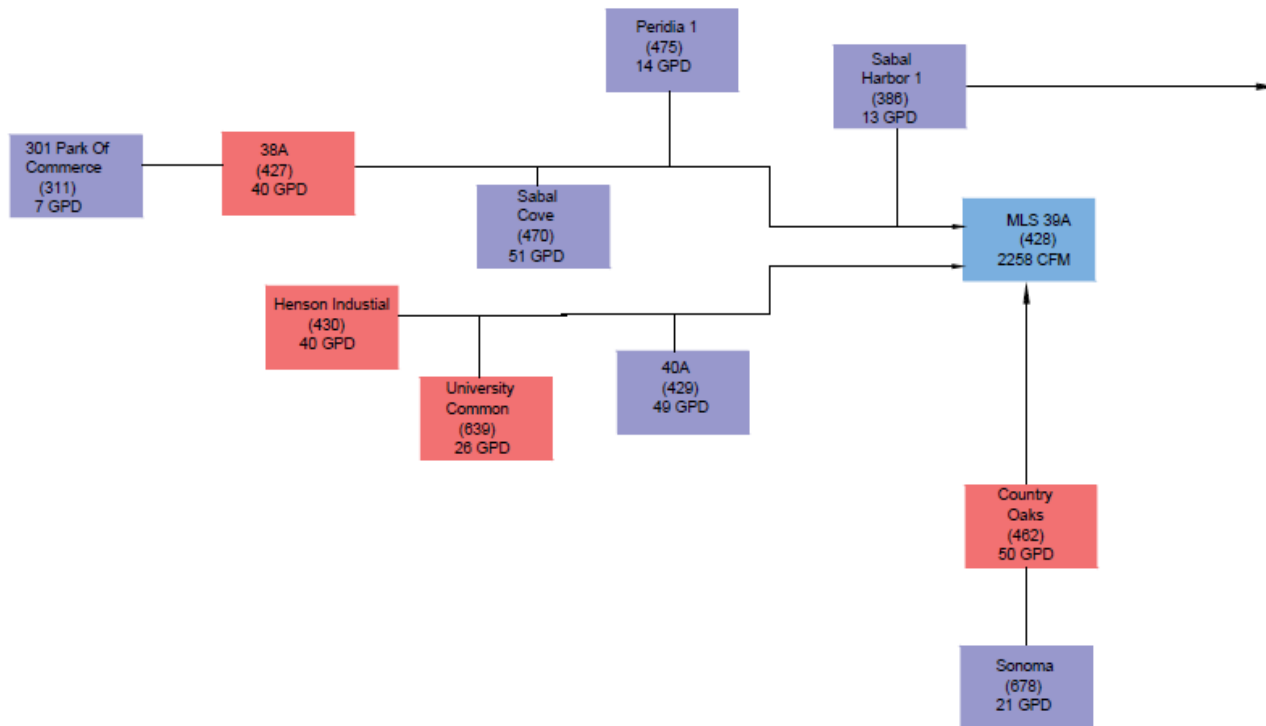 Peridia 1
(475)
14 GPD
Sabal
Harbor 1
(386)
13 GPD
301 Park Of
Commerce
(311)
7 GPD
38A
(427)
40 GPD
Sabal
Cove
(470)
51 GPD
MLS 39A
(428)
2258 CFM
Henson Industial
(430)
40 GPD
University
Common
(639)
26 GPD
40A
(429)
49 GPD
Country
Oaks
(462)
50 GPD
Sonoma
(678)
21 GPD